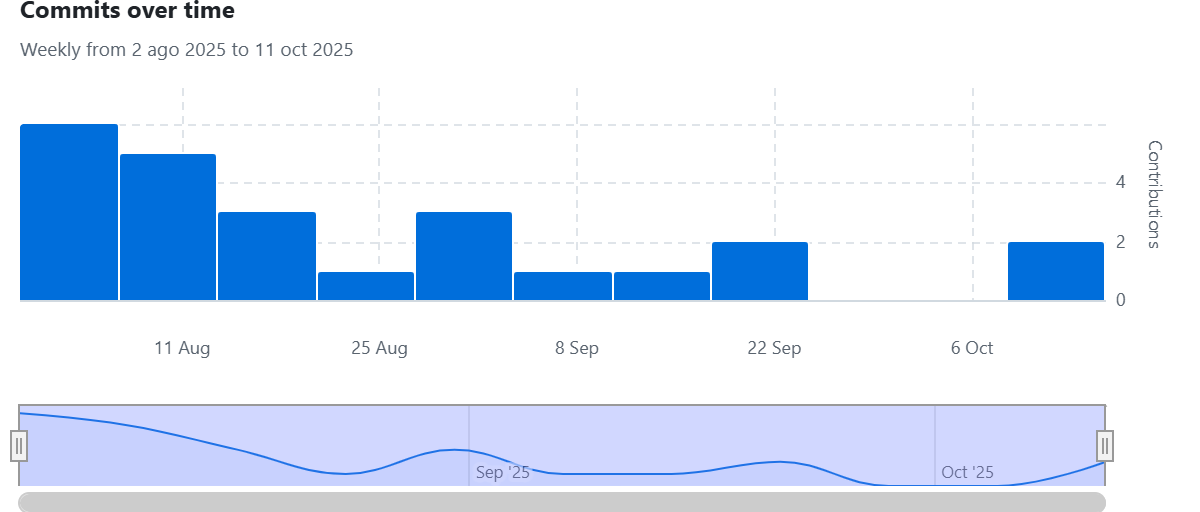 Commits over time
Weekly from 2 ago 2025 to 11 oct 2025
4
2
0
Contributions
11 Aug
25 Aug
8 Sep
22 Sep
6 Oct
Sep '25
Oct '25